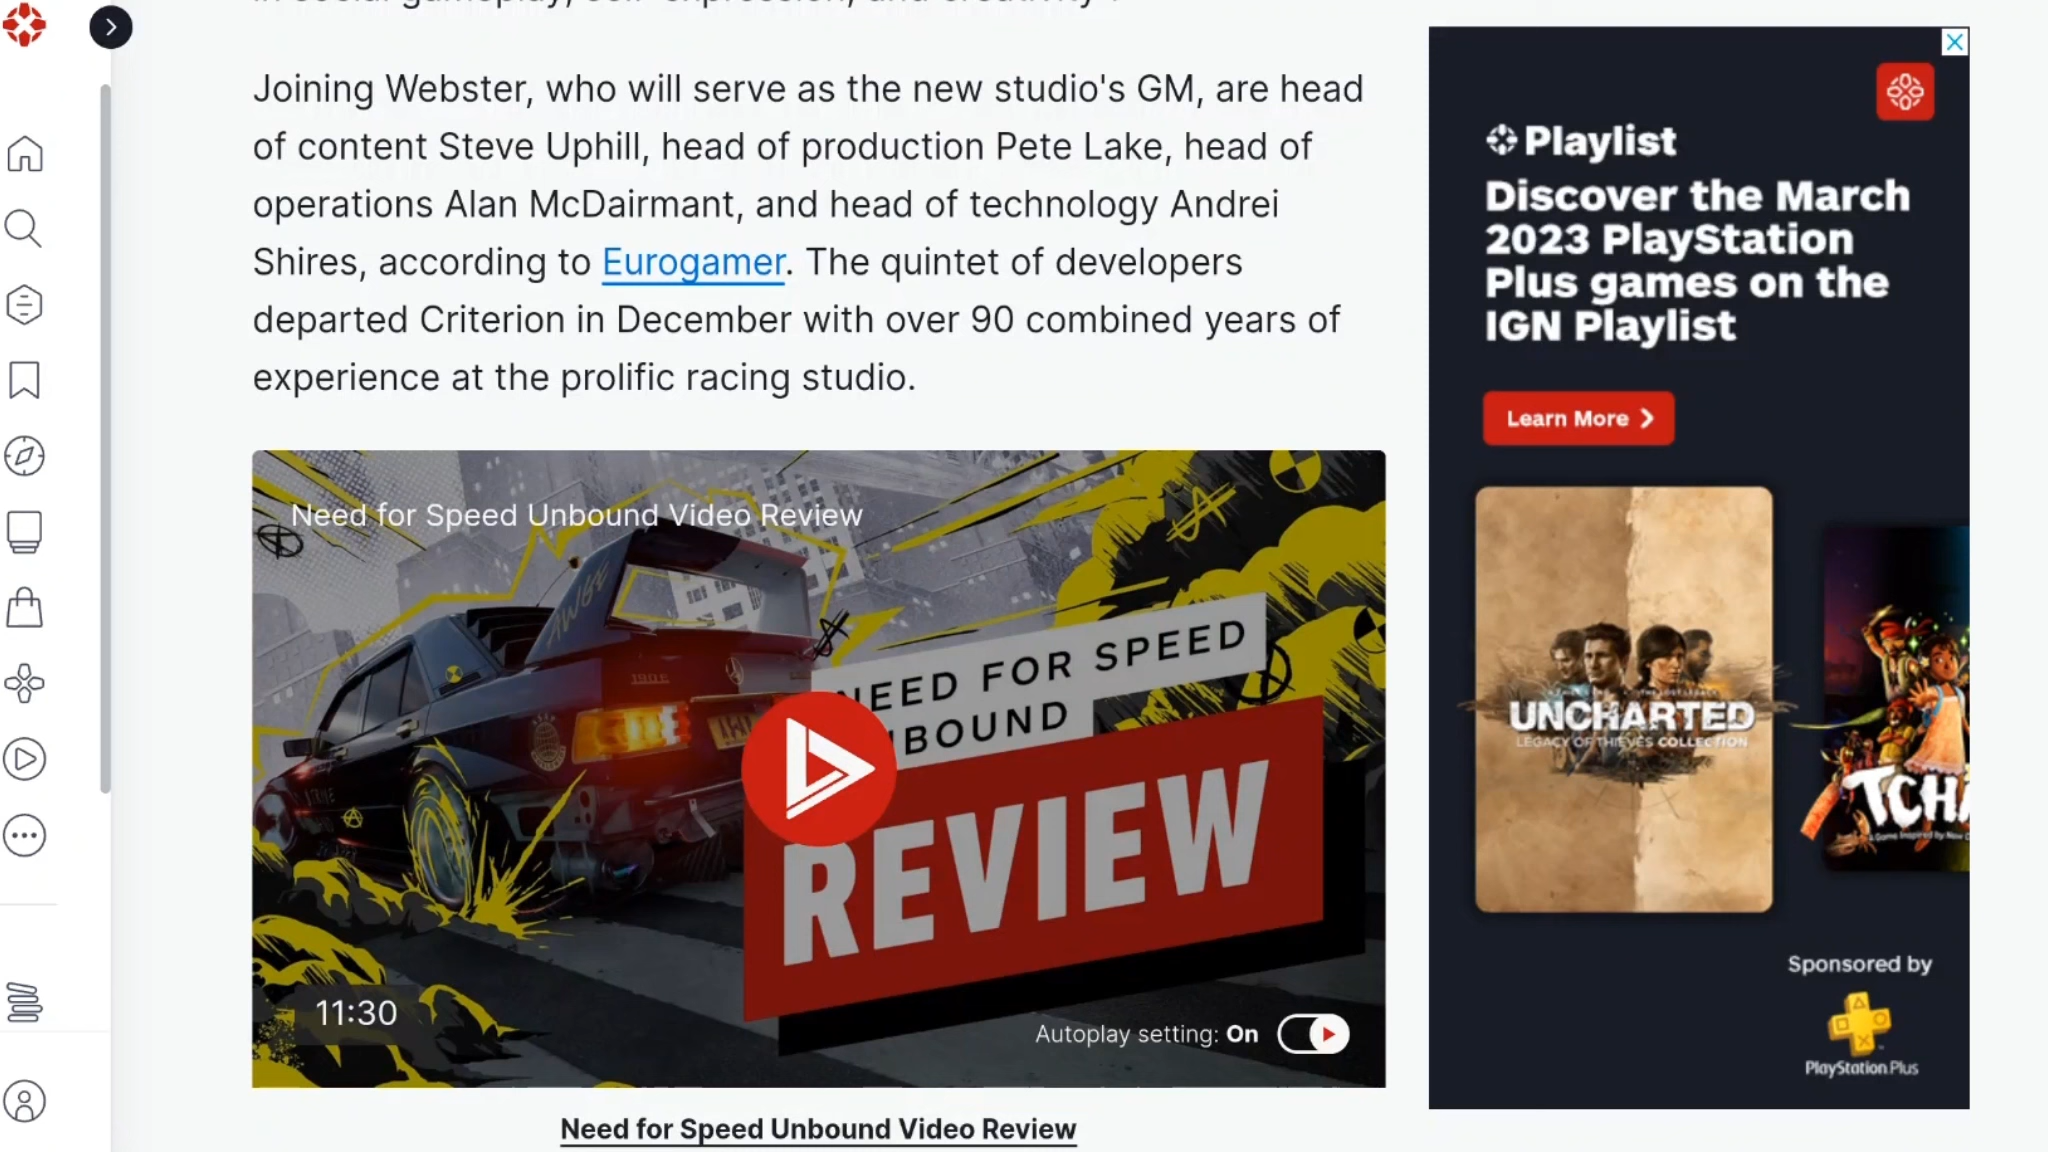 Joining Webster, who will serve as the new studio's GM, are head
of content Steve Uphill, head of production Pete Lake, head of
operations Alan McDairmant, and head of technology Andrei
Shires, according to Eurogamer. The quintet of developers
departed Criterion in December with over 90 combined years of
experience at the prolific racing studio.
Need for Speed Unbound Video Review
AWGE
190E
NEED FOR SPEED
NBOUND
REVIEW
11:30
Autoplay setting: On
Need for Speed Unbound Video Review
Playlist
Discover the March
2023 PlayStation
Plus games on the
IGN Playlist
Learn More
UNCHARTED
LEGACY OF THIEVES COLLECTION
TCH
Sponsored by
PlayStation Plus